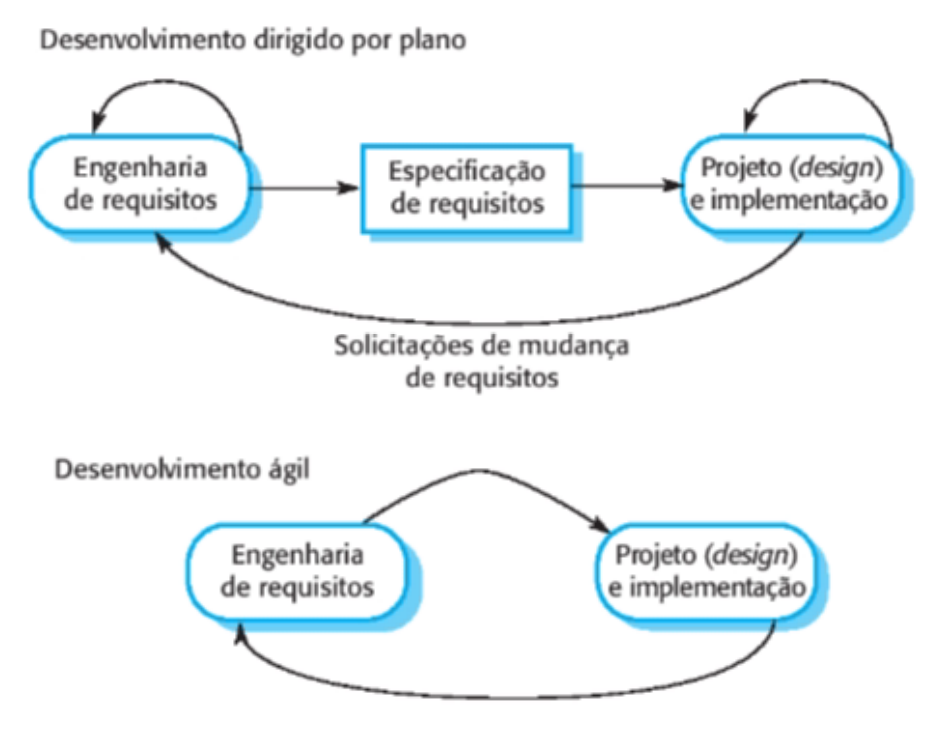 Desenvolvimento dirigido por plano
Engenharia
de requisitos
Especificação
de requisitos
Projeto (design)
e implementação
Solicitações de mudança
de requisitos
Desenvolvimento ágil
Engenharia
de requisitos
Projeto (design)
e implementação